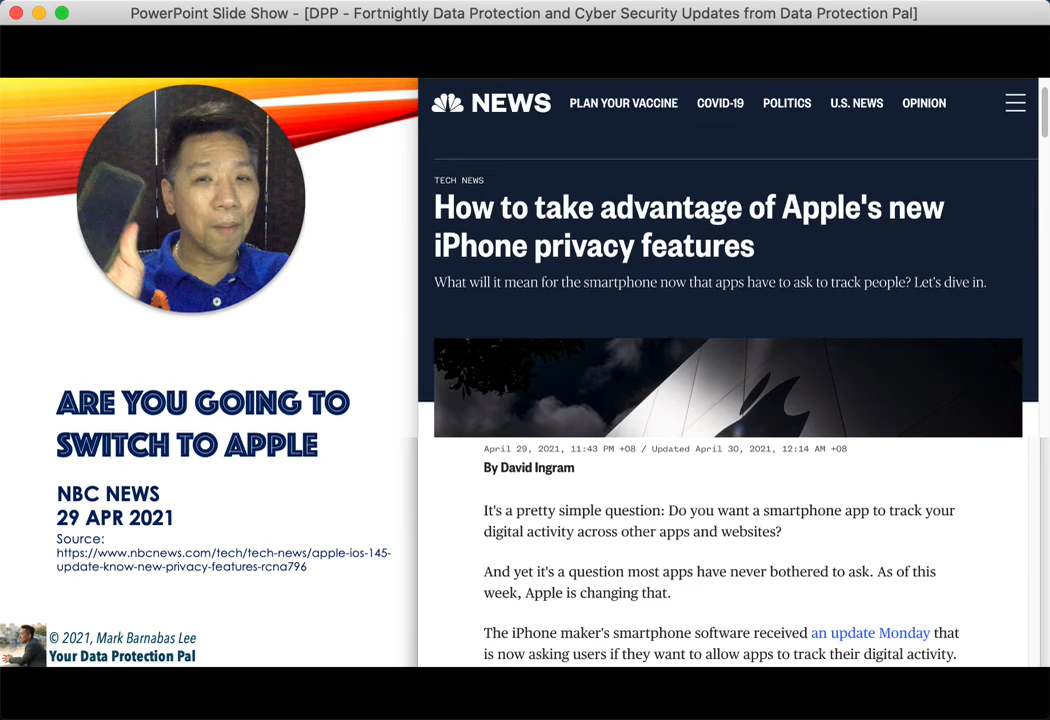 PowerPoint Slide Show - [DPP - Fortnightly Data Protection and Cyber Security Updates from Data Protection Pal]
ARE YOU GOING TO
SWITCH TO APPLE
NBC NEWS
29 APR 2021
Source:
https://www.nbcnews.com/tech/tech-news/apple-ios-145-
update-know-new-privacy-features-rcna796
© 2021, Mark Barnabas Lee
Your Data Protection Pal
NEWS PLAN YOUR VACCINE COVID-19 POLITICS U.S. NEWS OPINION
TECH NEWS
How to take advantage of Apple's new
iPhone privacy features
What will it mean for the smartphone now that apps have to ask to track people? Let's dive in.
April 29, 2021, 11:43 PM +08 / Updated April 30, 2021, 12:14 AM +08
By David Ingram
It's a pretty simple question: Do you want a smartphone app to track your
digital activity across other apps and websites?
And yet it's a question most apps have never bothered to ask. As of this
week, Apple is changing that.
The iPhone maker's smartphone software received an update Monday that
is now asking users if they want to allow apps to track their digital activity.